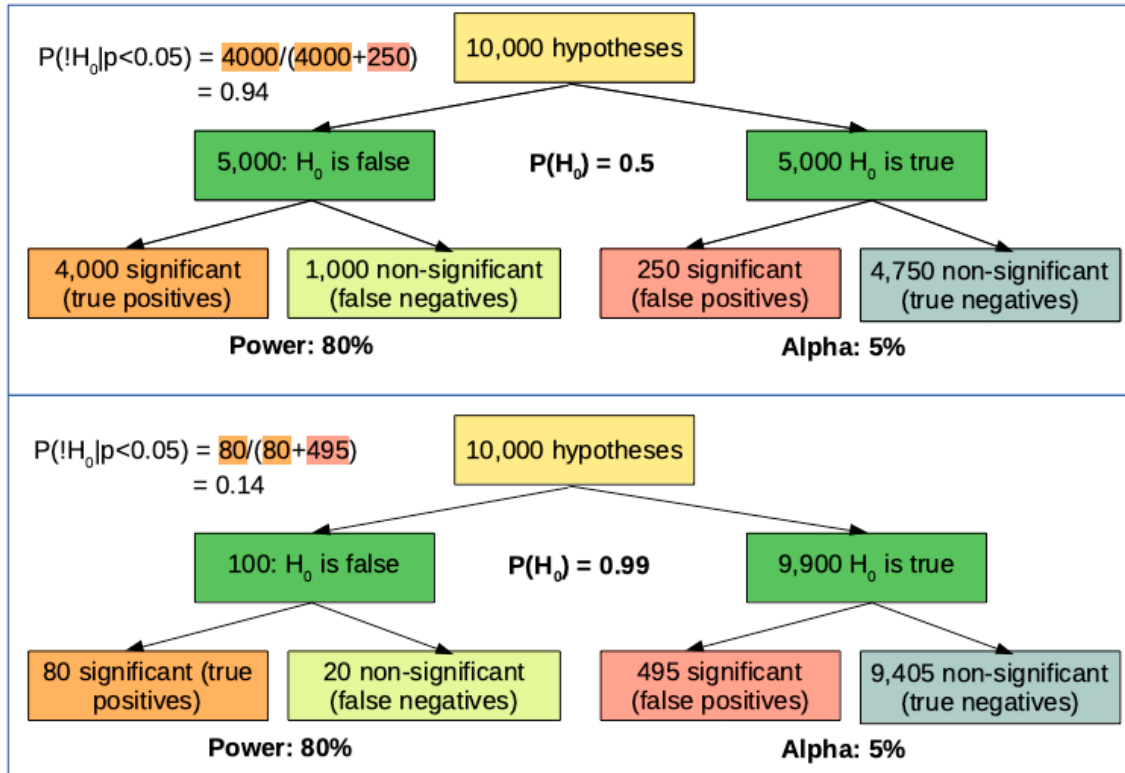 P(!H₀|p<0.05) = 4000/(4000+250)
= 0.94
10,000 hypotheses
5,000: H₀ is false
P(H₀) = 0.5
5,000 H₀ is true
4,000 significant
(true positives)
1,000 non-significant
(false negatives)
250 significant
(false positives)
4,750 non-significant
(true negatives)
Power: 80%
Alpha: 5%
P(!H₀|p<0.05) = 80/(80+495)
= 0.14
10,000 hypotheses
100: H₀ is false
P(H₀) = 0.99
9,900 H₀ is true
80 significant (true
positives)
20 non-significant
(false negatives)
495 significant
(false positives)
9,405 non-significant
(true negatives)
Power: 80%
Alpha: 5%